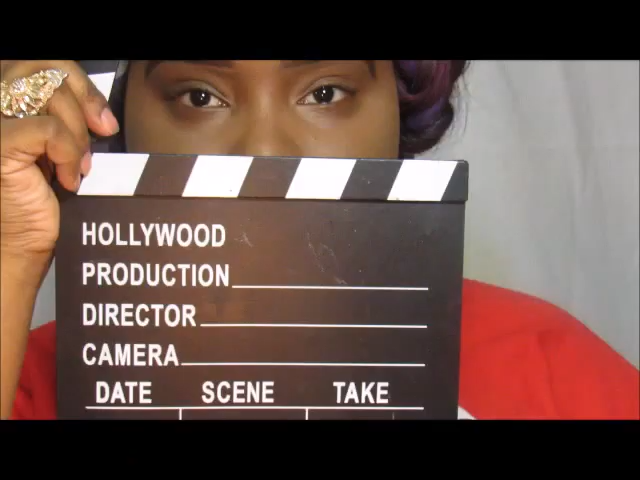 HOLLYWOOD
PRODUCTION
DIRECTOR
CAMERA
DATE SCENE TAKE